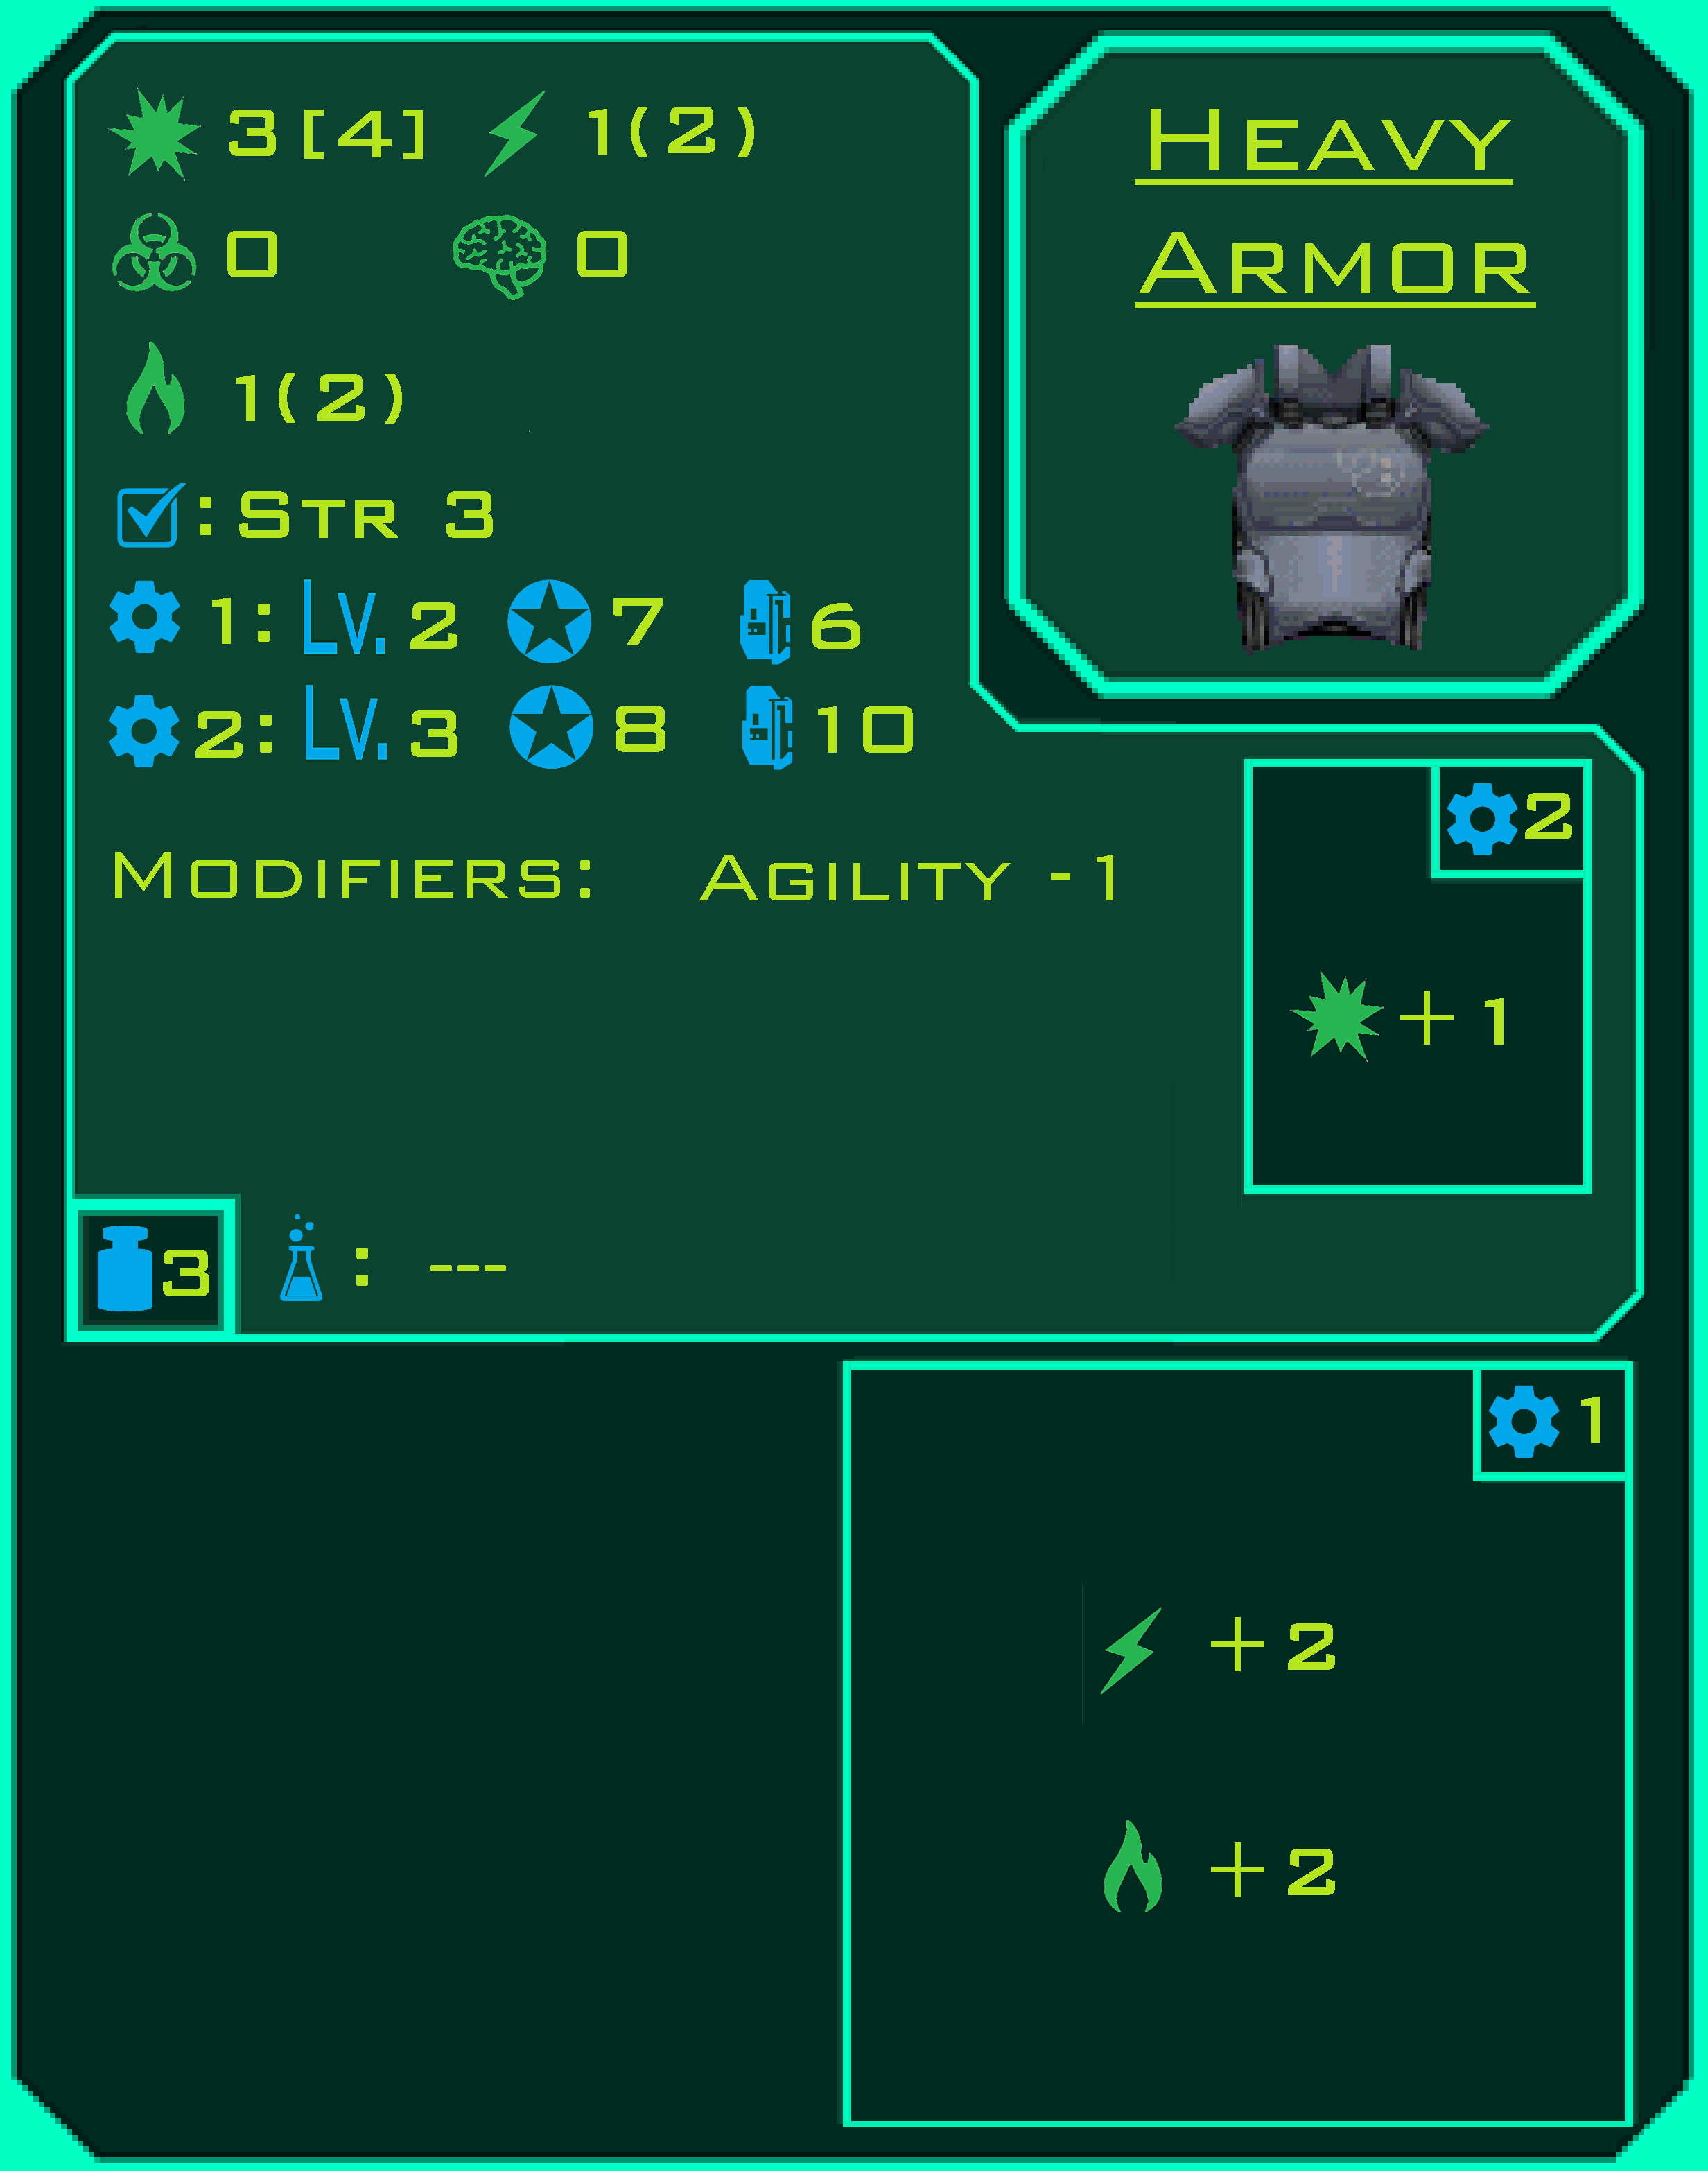 HEAVY
ARMOR
3[4] 1(2)
0 0
1(2)
: STR 3
1: LV. 2 7 6
2: LV. 3 8 10
MODIFIERS: AGILITY -1
2
+ 1
3 : ---
1
+ 2
+ 2